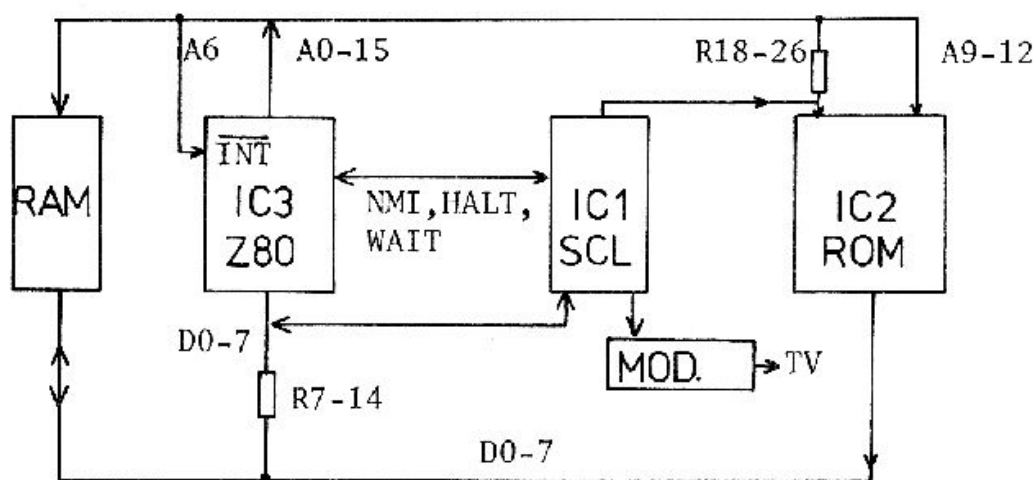 A6
A0-15
R18-26
A9-12
RAM
INT
IC3
Z80
NMI,HALT,
WAIT
IC1
SCL
IC2
ROM
D0-7
R7-14
MOD.
TV
D0-7